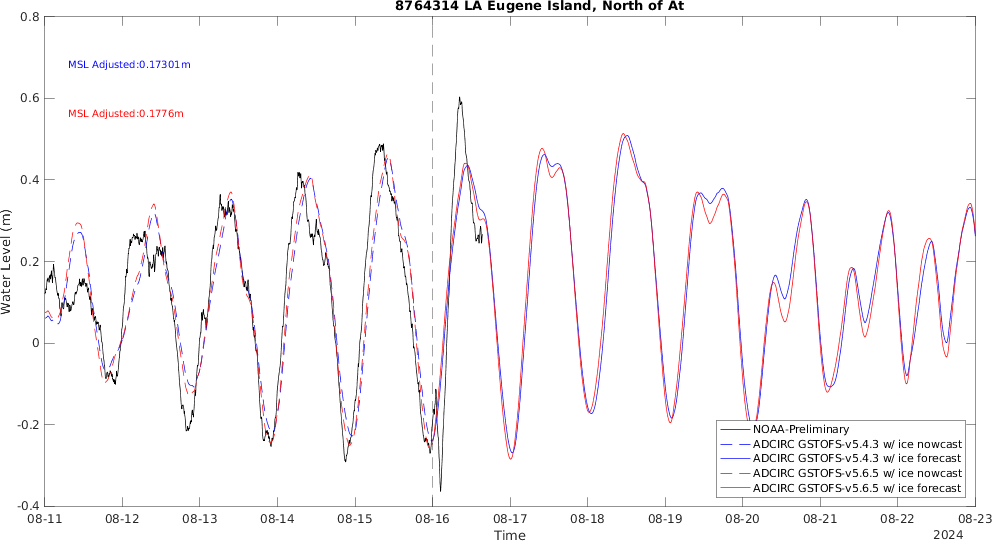 8764314 LA Eugene Island, North of At
0.8
0.6
0.4
0.2
0
-0.2
-0.4
Water Level (m)
MSL Adjusted:0.17301m
MSL Adjusted:0.1776m
NOAA-Preliminary
ADCIRC GSTOFS-v5.4.3 w/ ice nowcast
ADCIRC GSTOFS-v5.4.3 w/ ice forecast
ADCIRC GSTOFS-v5.6.5 w/ ice nowcast
ADCIRC GSTOFS-v5.6.5 w/ ice forecast
08-11 08-12 08-13 08-14 08-15 08-16 08-17 08-18 08-19 08-20 08-21 08-22 08-23
Time
2024